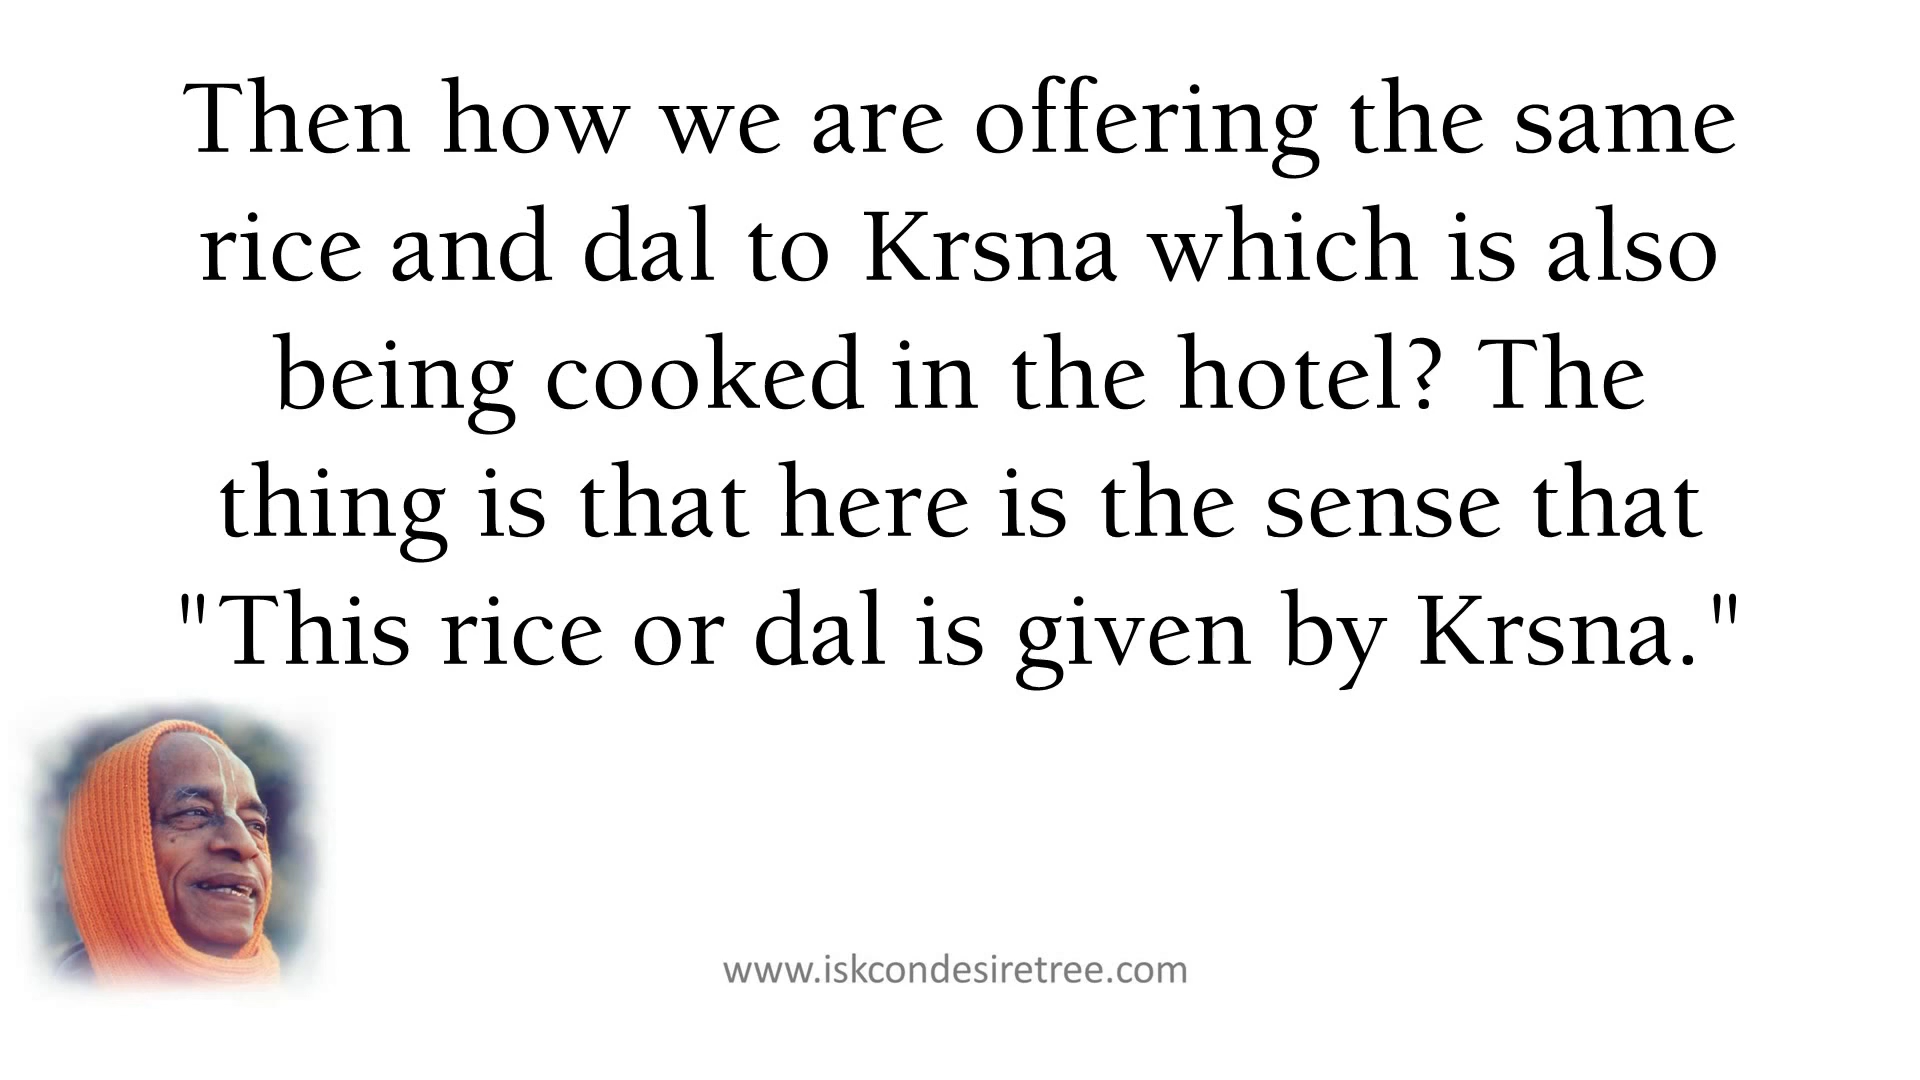 Then how we are offering the same
rice and dal to Krsna which is also
being cooked in the hotel? The
thing is that here is the sense that
"This rice or dal is given by Krsna."
www.iskcondesiretree.com